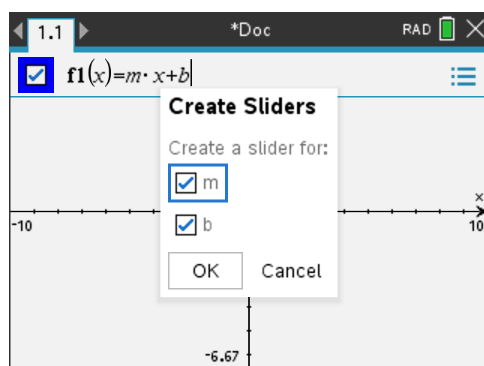 1.1 *Doc RAD
f1(x)=m· x+b
Create Sliders
Create a slider for:
m
b
OK Cancel
x
-10 10
-6.67